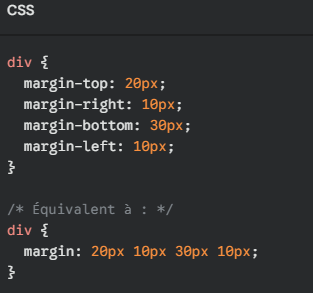 CSS
div {
  margin-top: 20px;
  margin-right: 10px;
  margin-bottom: 30px;
  margin-left: 10px;
}
/* Équivalent à : */
div {
  margin: 20px 10px 30px 10px;
}